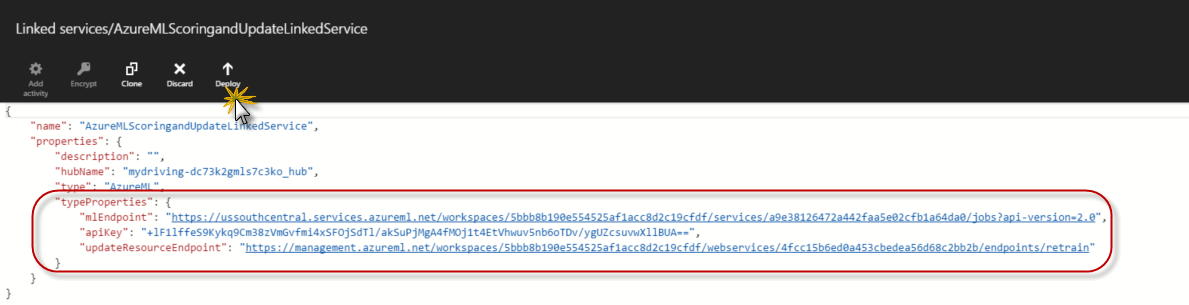 Linked services/AzureMLScoringandUpdateLinkedService
Add activity
Encrypt
Clone
Discard
Deploy
{
"name": "AzureMLScoringandUpdateLinkedService",
"properties": {
"description": "",
"hubName": "mydriving-dc73k2gmls7c3ko_hub",
"type": "AzureML",
"typeProperties": {
"mlEndpoint": "https://ussouthcentral.services.azureml.net/workspaces/5bbb8b190e554525af1acc8d2c19cfdf/services/a9e38126472a442faa5e02cfb1a64da0/jobs?api-version=2.0",
"apiKey": "+lF1lffeS9Kykq9Cm38zVmGvfmi4xSFOjSdTl/akSuPjMgA4fMOj1t4EtVhwuv5nb6oTDv/ygUZcsuvwXllBUA==",
"updateResourceEndpoint": "https://management.azureml.net/workspaces/5bbb8b190e554525af1acc8d2c19cfdf/webservices/4fcc15b6ed0a453cbedea56d68c2bb2b/endpoints/retrain"
}
}
}